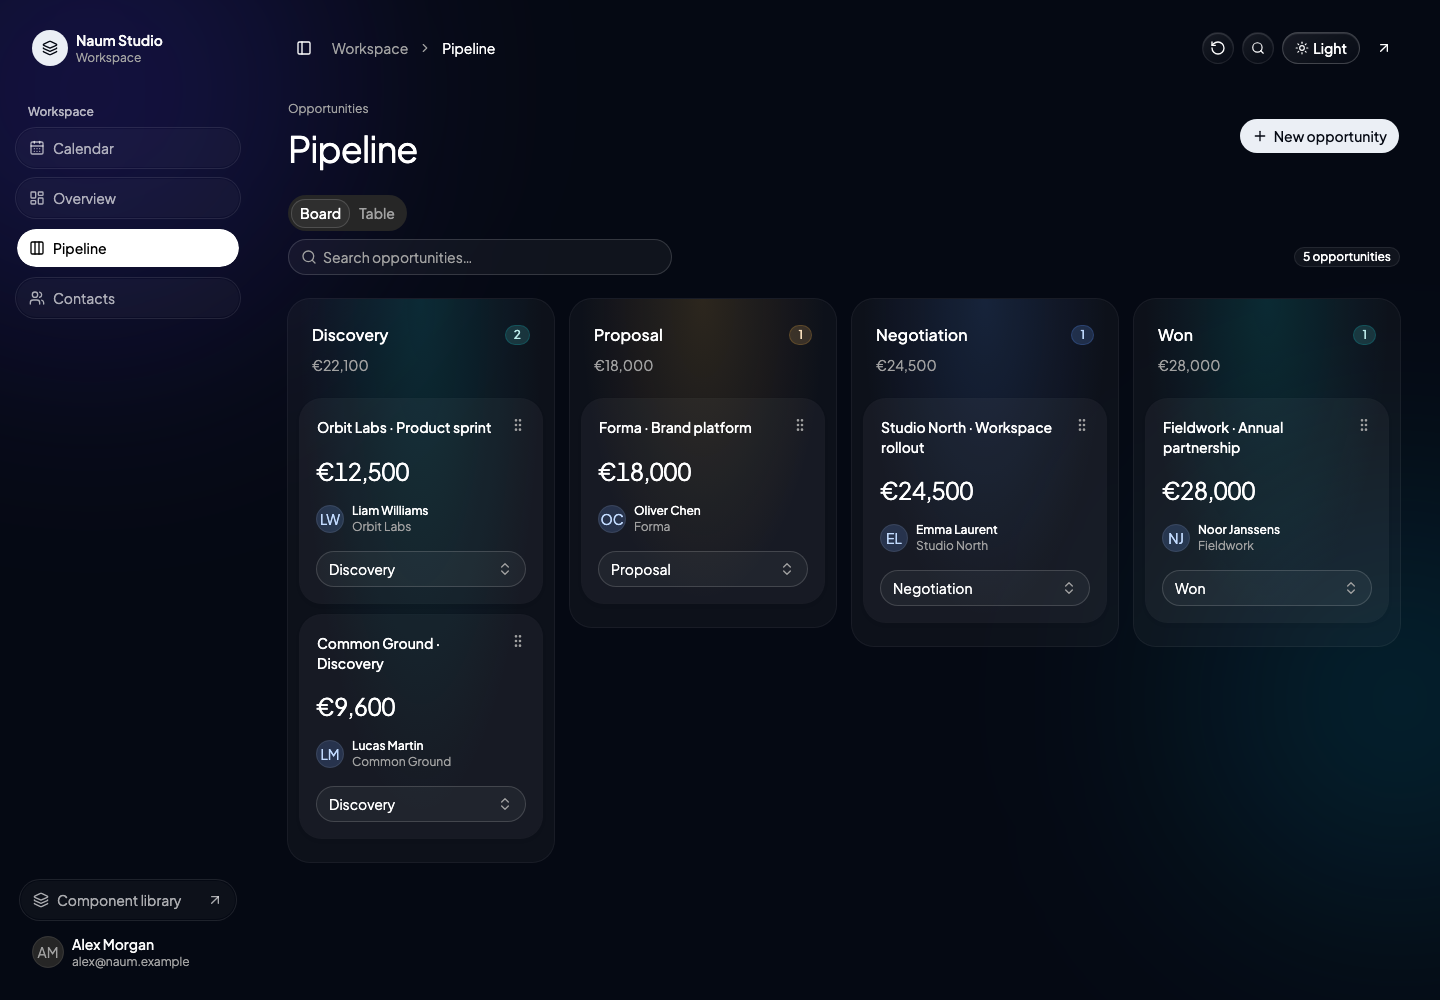 Naum Studio
Workspace
Workspace
Calendar
Overview
Pipeline
Contacts
Component library
AM
Alex Morgan
alex@naum.example
Workspace > Pipeline
Light
Opportunities
Pipeline
New opportunity
Board
Table
Search opportunities...
5 opportunities
Discovery
2
€22,100
Orbit Labs · Product sprint
€12,500
LW
Liam Williams
Orbit Labs
Discovery
Common Ground ·
Discovery
€9,600
LM
Lucas Martin
Common Ground
Discovery
Proposal
1
€18,000
Forma · Brand platform
€18,000
OC
Oliver Chen
Forma
Proposal
Negotiation
1
€24,500
Studio North · Workspace
rollout
€24,500
EL
Emma Laurent
Studio North
Negotiation
Won
1
€28,000
Fieldwork · Annual
partnership
€28,000
NJ
Noor Janssens
Fieldwork
Won